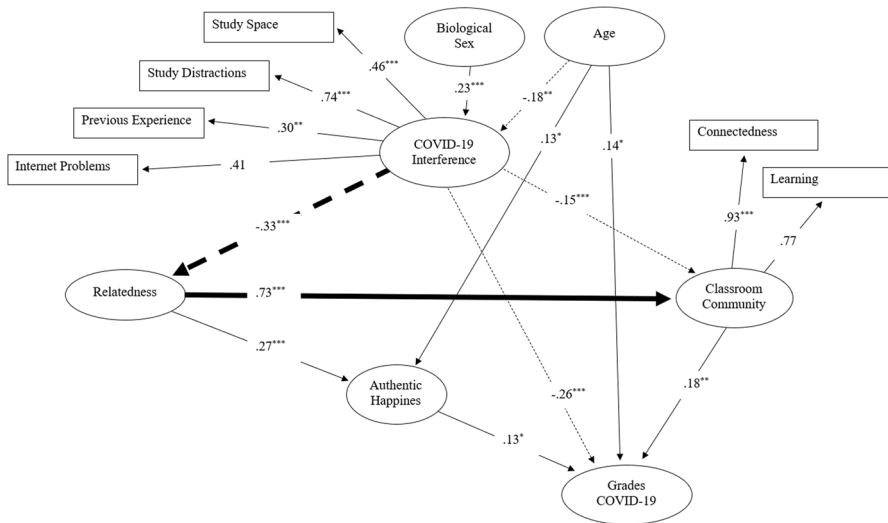 Study Space
Biological
Sex
Age
.46***
Study Distractions
.23***
.74***
-.18**
Previous Experience
.30**
Connectedness
COVID-19
Interference
.13*
.14*
Internet Problems
.41
Learning
-.15***
.93***
-.33***
.77
Relatedness
.73***
Classroom
Community
.27***
Authentic
Happines
-.26***
.18**
.13*
Grades
COVID-19